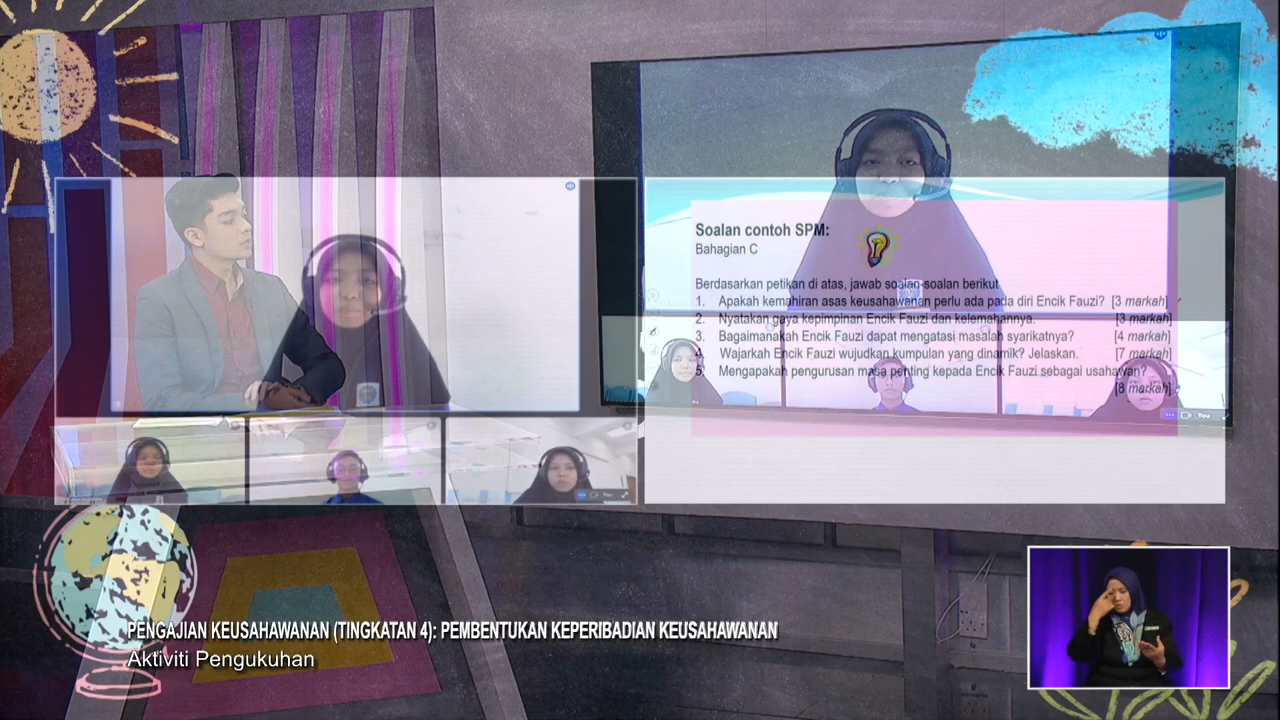 Soalan contoh SPM:
Bahagian C
Berdasarkan petikan di atas, jawab soalan-soalan berikut
1. Apakah kemahiran asas keusahawanan perlu ada pada diri Encik Fauzi? [3 markah]
2. Nyatakan gaya kepimpinan Encik Fauzi dan kelemahannya. [3 markah]
3. Bagaimanakah Encik Fauzi dapat mengatasi masalah syarikatnya? [4 markah]
4. Wajarkah Encik Fauzi wujudkan kumpulan yang dinamik? Jelaskan. [7 markah]
5. Mengapakah pengurusan masa penting kepada Encik Fauzi sebagai usahawan?
[8 markah]
You
You
PENGAJIAN KEUSAHAWANAN (TINGKATAN 4): PEMBENTUKAN KEPERIBADIAN KEUSAHAWANAN
Aktiviti Pengukuhan